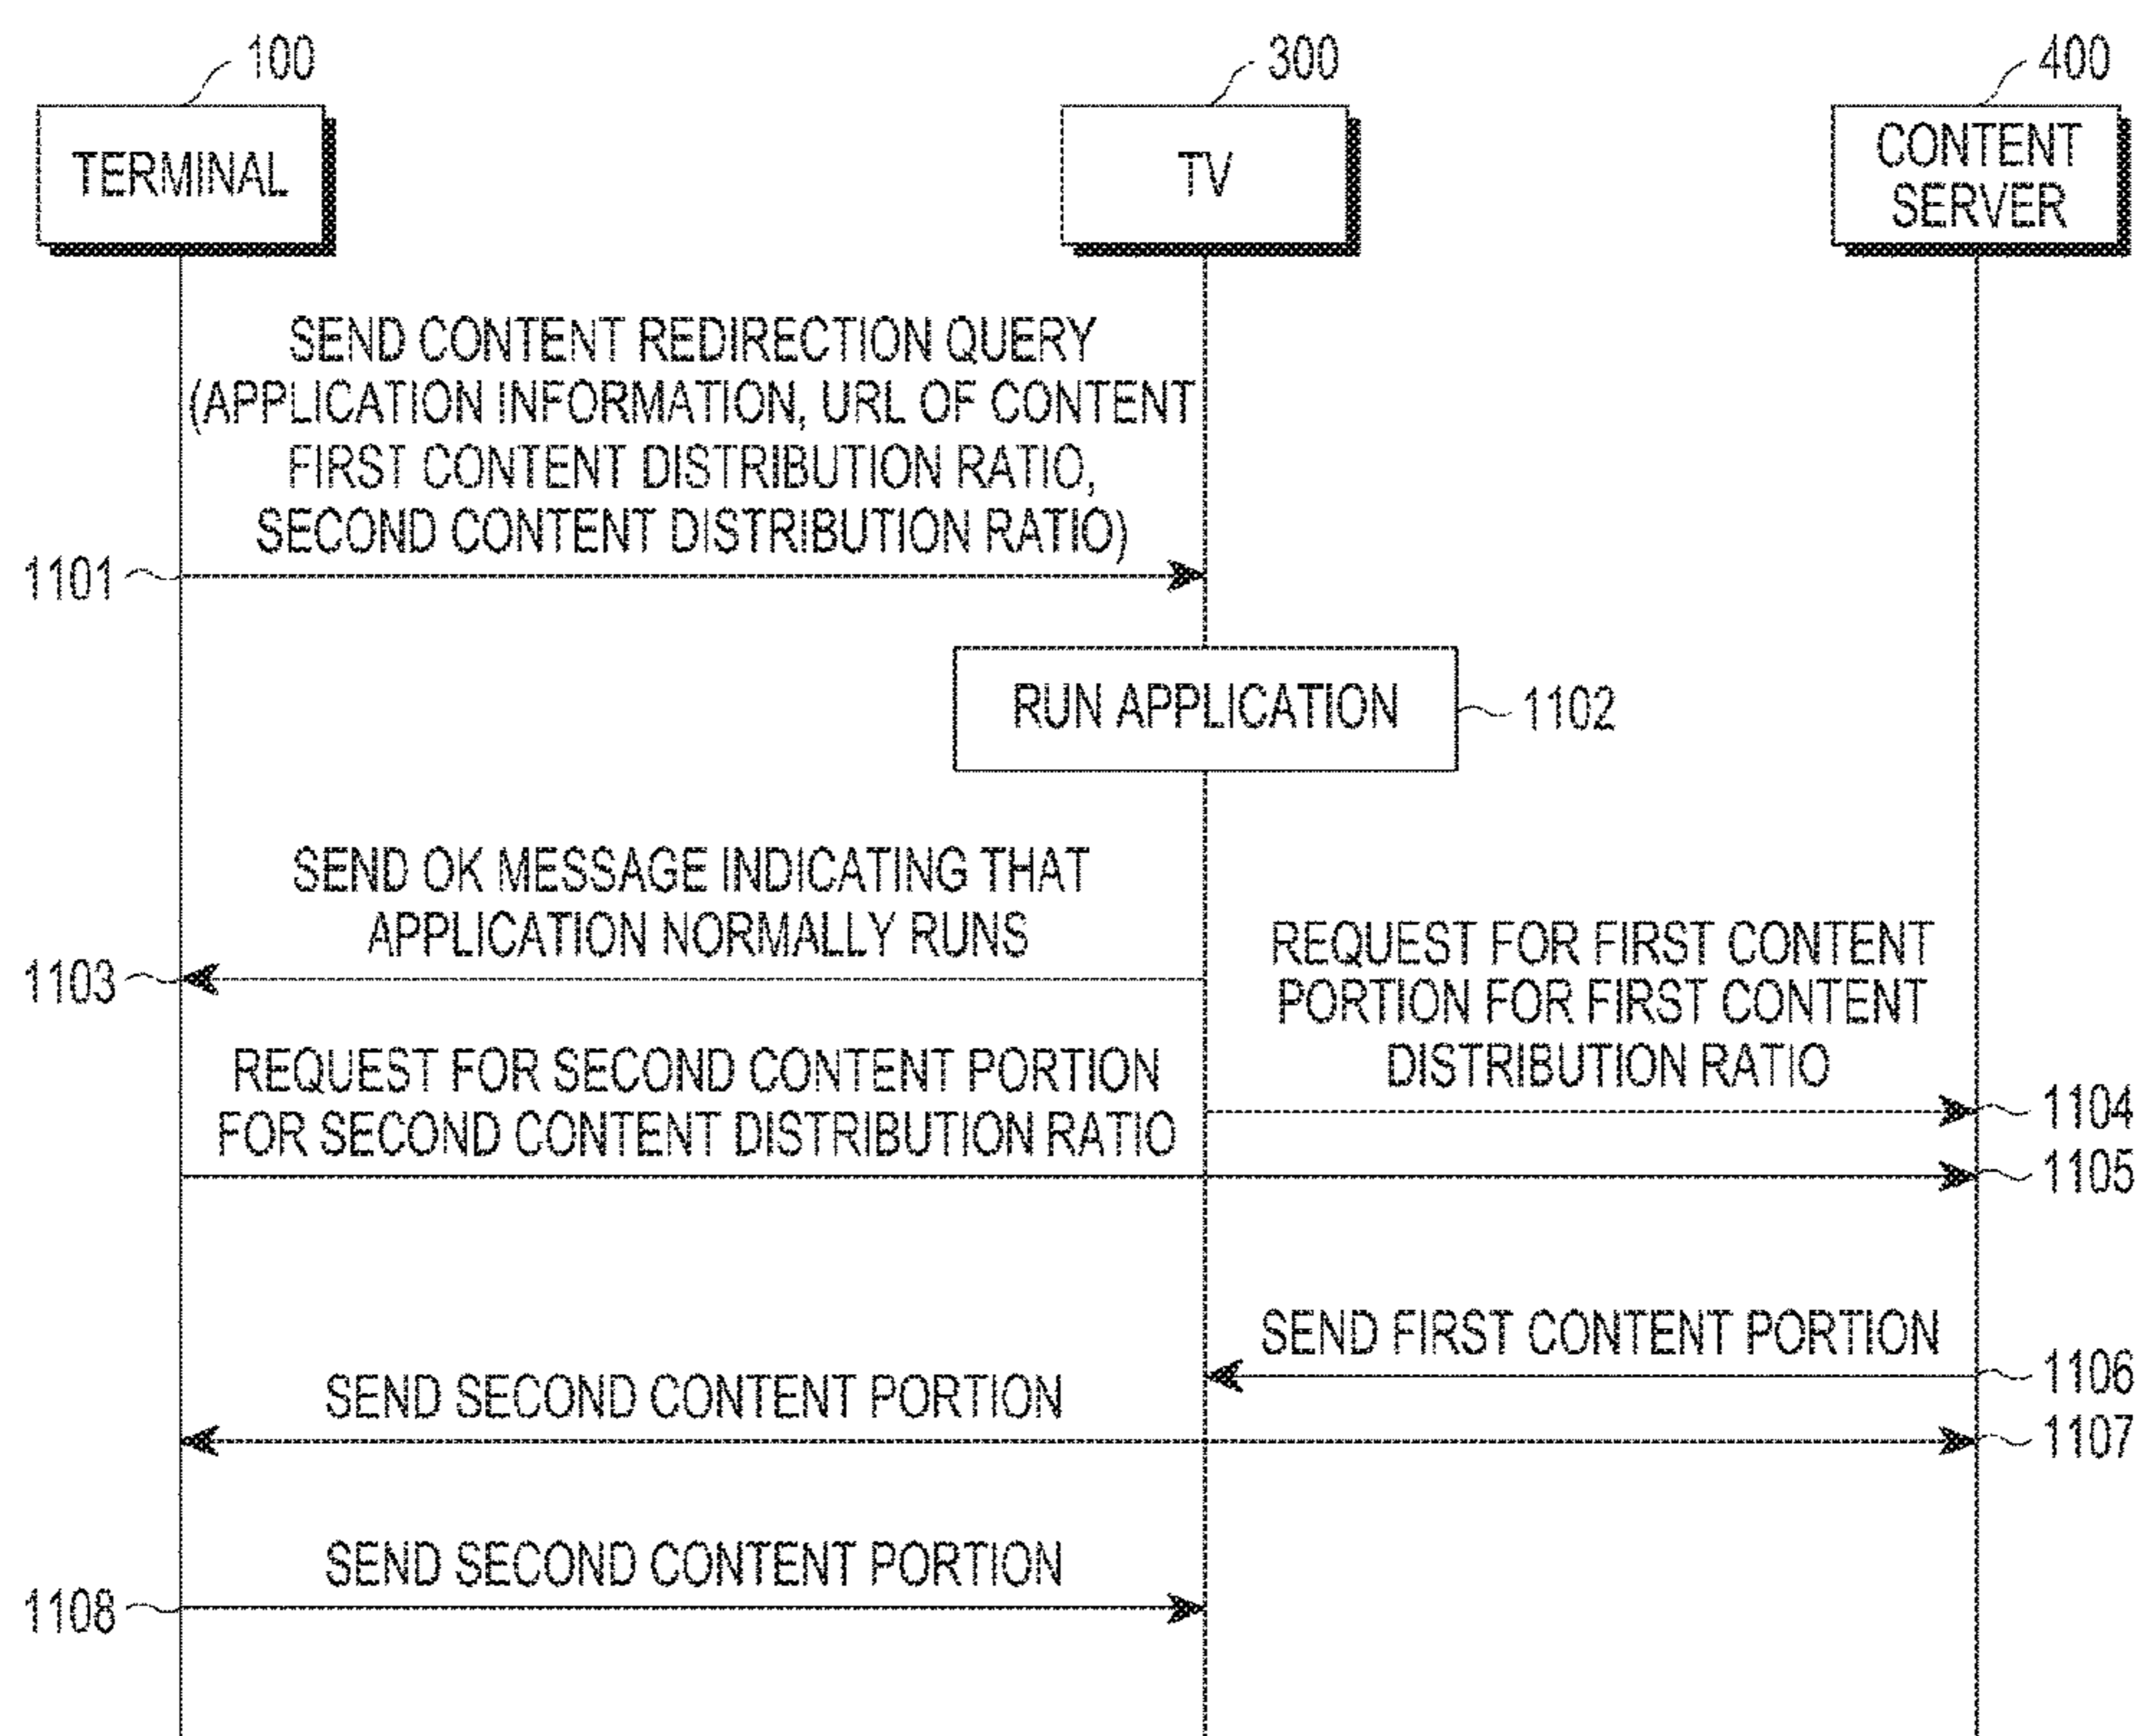 100
300
400
TERMINAL
TV
CONTENT
SERVER
SEND CONTENT REDIRECTION QUERY
(APPLICATION INFORMATION, URL OF CONTENT
FIRST CONTENT DISTRIBUTION RATIO,
SECOND CONTENT DISTRIBUTION RATIO)
1101
RUN APPLICATION
1102
SEND OK MESSAGE INDICATING THAT
APPLICATION NORMALLY RUNS
1103
REQUEST FOR FIRST CONTENT
PORTION FOR FIRST CONTENT
DISTRIBUTION RATIO
1104
REQUEST FOR SECOND CONTENT PORTION
FOR SECOND CONTENT DISTRIBUTION RATIO
1105
SEND FIRST CONTENT PORTION
1106
SEND SECOND CONTENT PORTION
1107
SEND SECOND CONTENT PORTION
1108